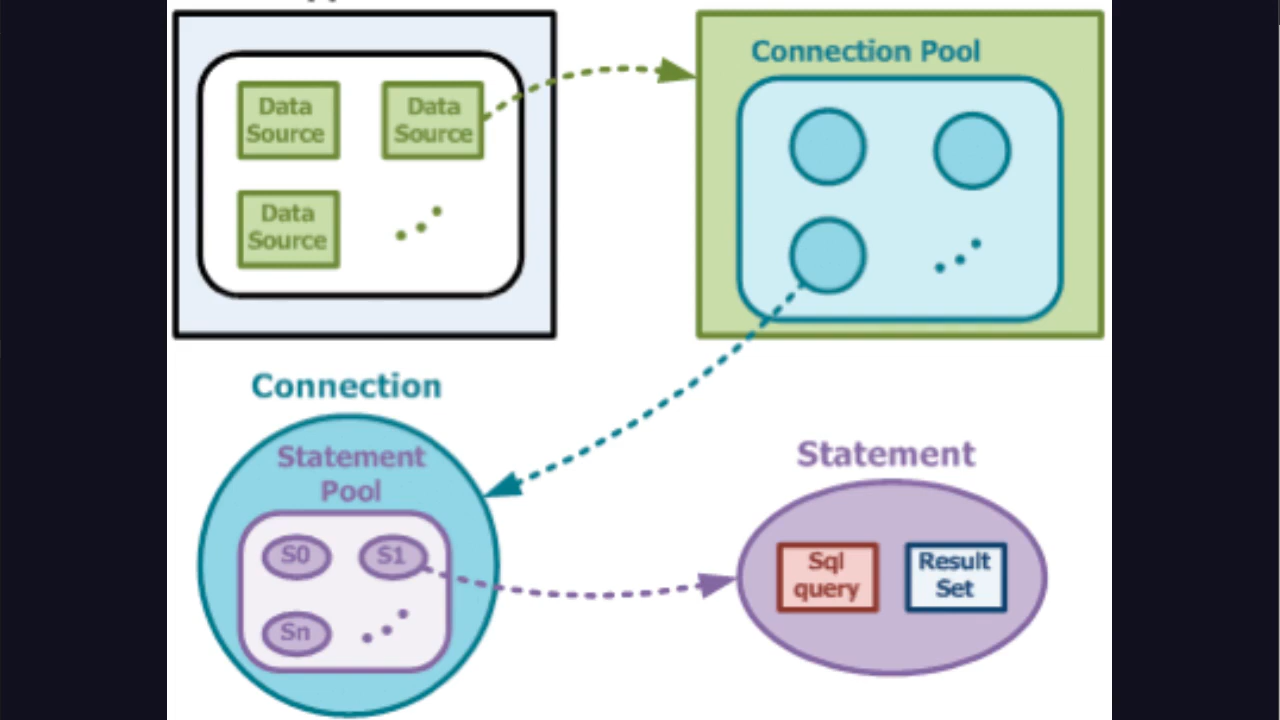 Data
Source
Data
Source
Data
Source
Connection Pool
Connection
Statement
Pool
S0
S1
Sn
Statement
Sql
query
Result
Set